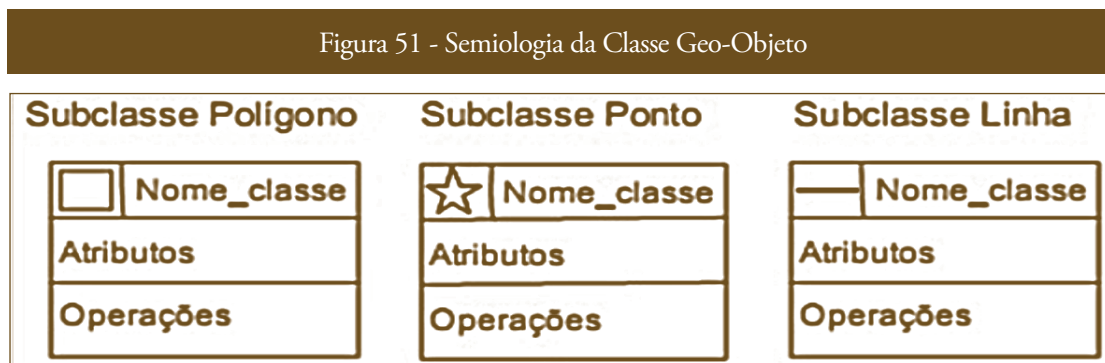 Figura 51 - Semiologia da Classe Geo-Objeto
Subclasse Polígono Subclasse Ponto Subclasse Linha
Nome_classe Nome_classe Nome_classe
Atributos Atributos Atributos
Operações Operações Operações